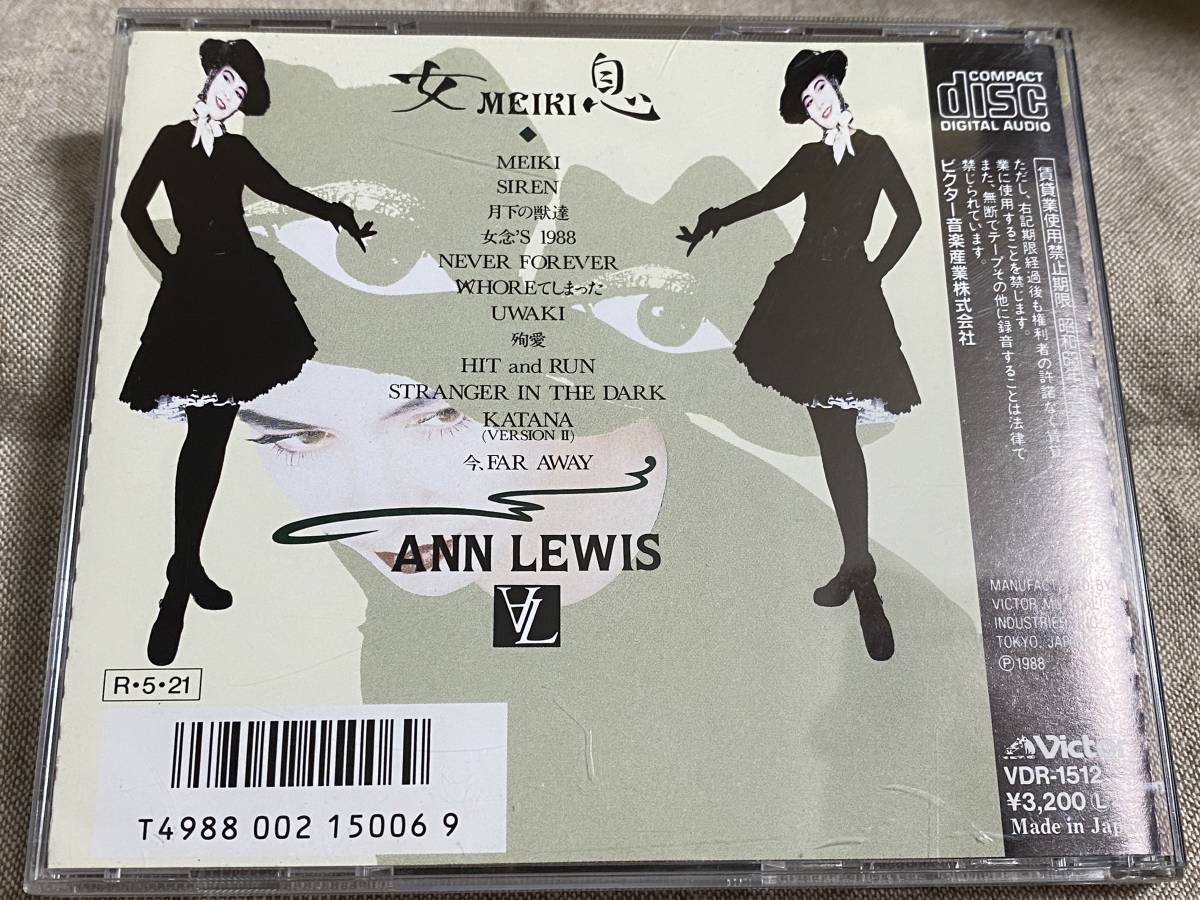 女 MEIKI 息
MEIKI
SIREN
月下の獣達
女念'S 1988
NEVER FOREVER
WHOREてしまった
UWAKI
殉愛
HIT and RUN
STRANGER IN THE DARK
KATANA
(VERSION II)
今、FAR AWAY
ANN LEWIS
AL
R・5・21
T4988 002 15006 9
COMPACT
disc
DIGITAL AUDIO
賃貸業使用禁止期限 昭和
ただし、右記期限経過後も権利者の許諾なく賃貸
業に使用することを禁じます。
また、無断でテープその他に録音することは法律で
禁じられています。
ビクター音楽産業株式会社
MANUFACTURED BY
VICTOR
INDUSTRIES,
TOKYO, JAPAN
Ⓟ1988
Victor
VDR-1512
¥3,200
Made in Jap